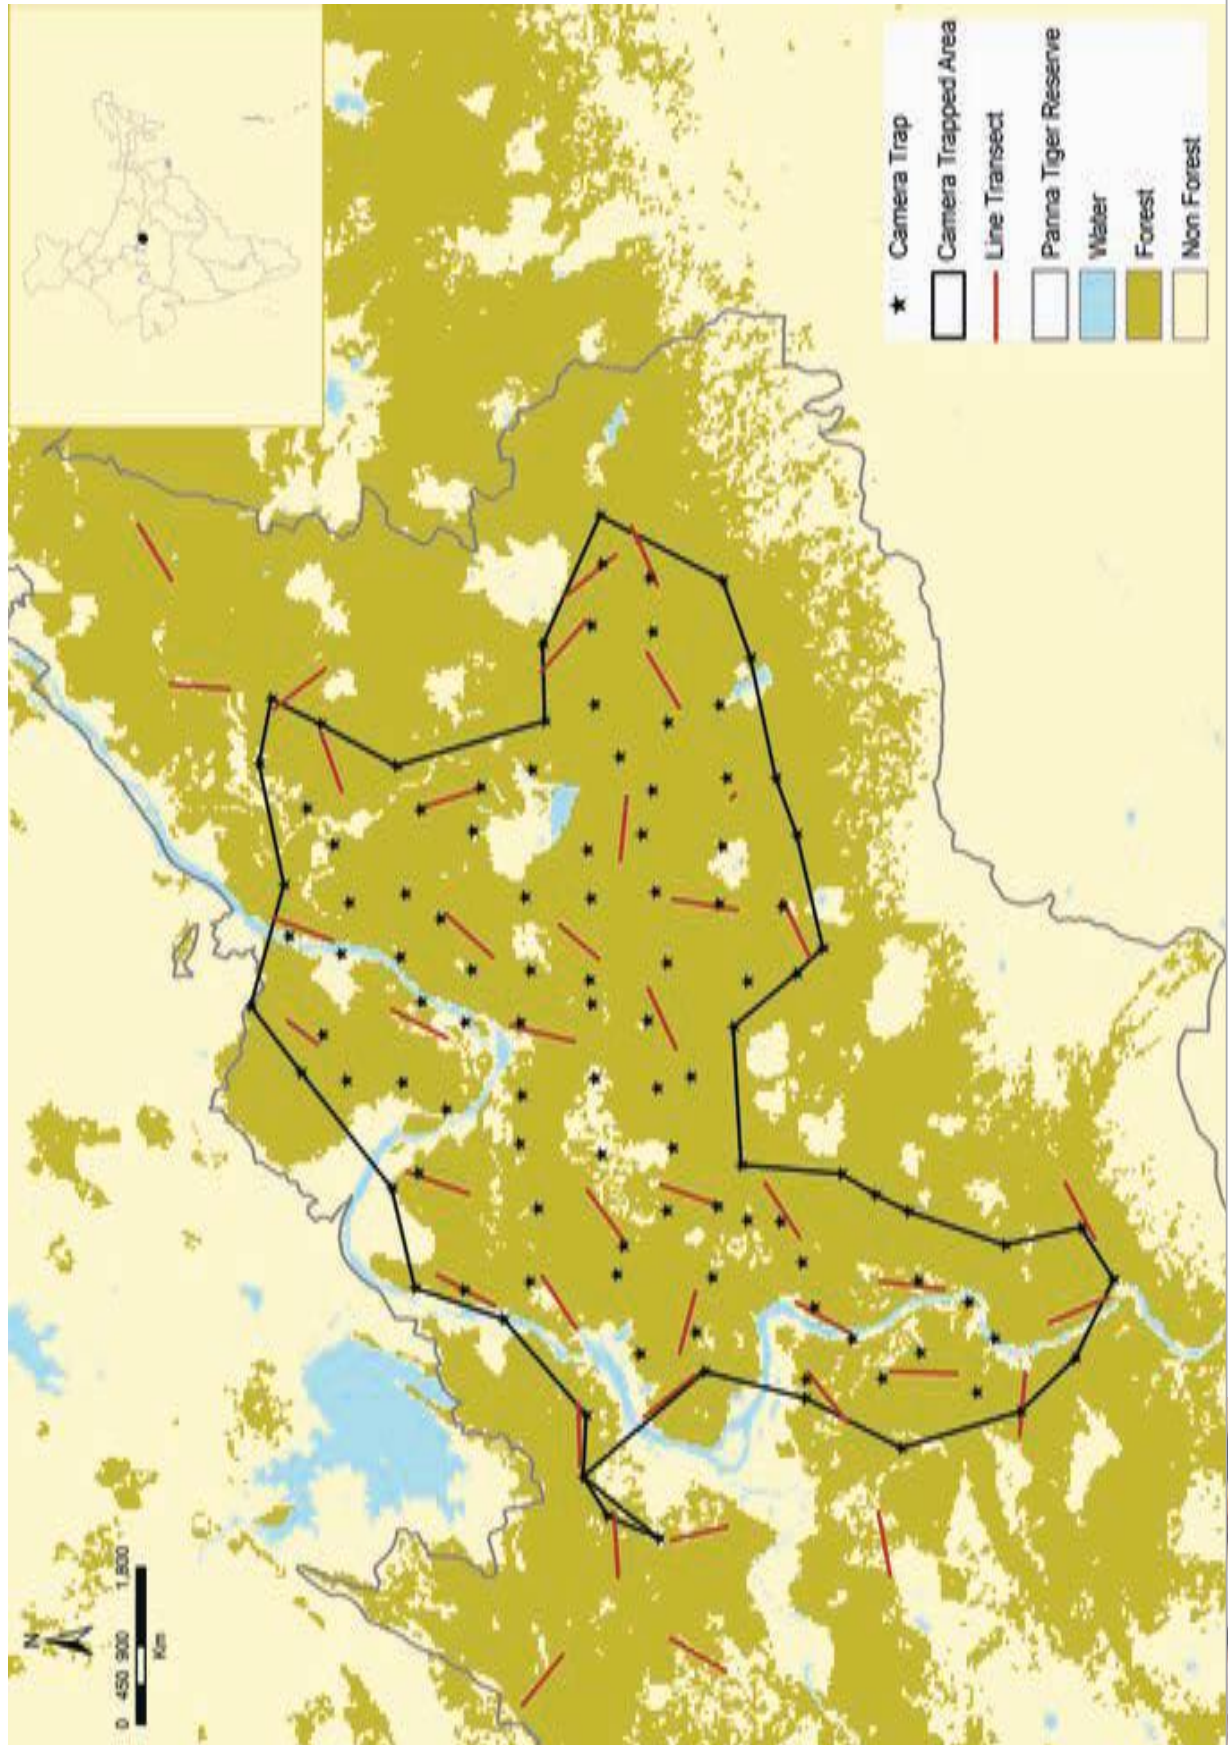 N
0 450 900 1,800
Km
Camera Trap
Camera Trapped Area
Line Transect
Panna Tiger Reserve
Water
Forest
Non Forest